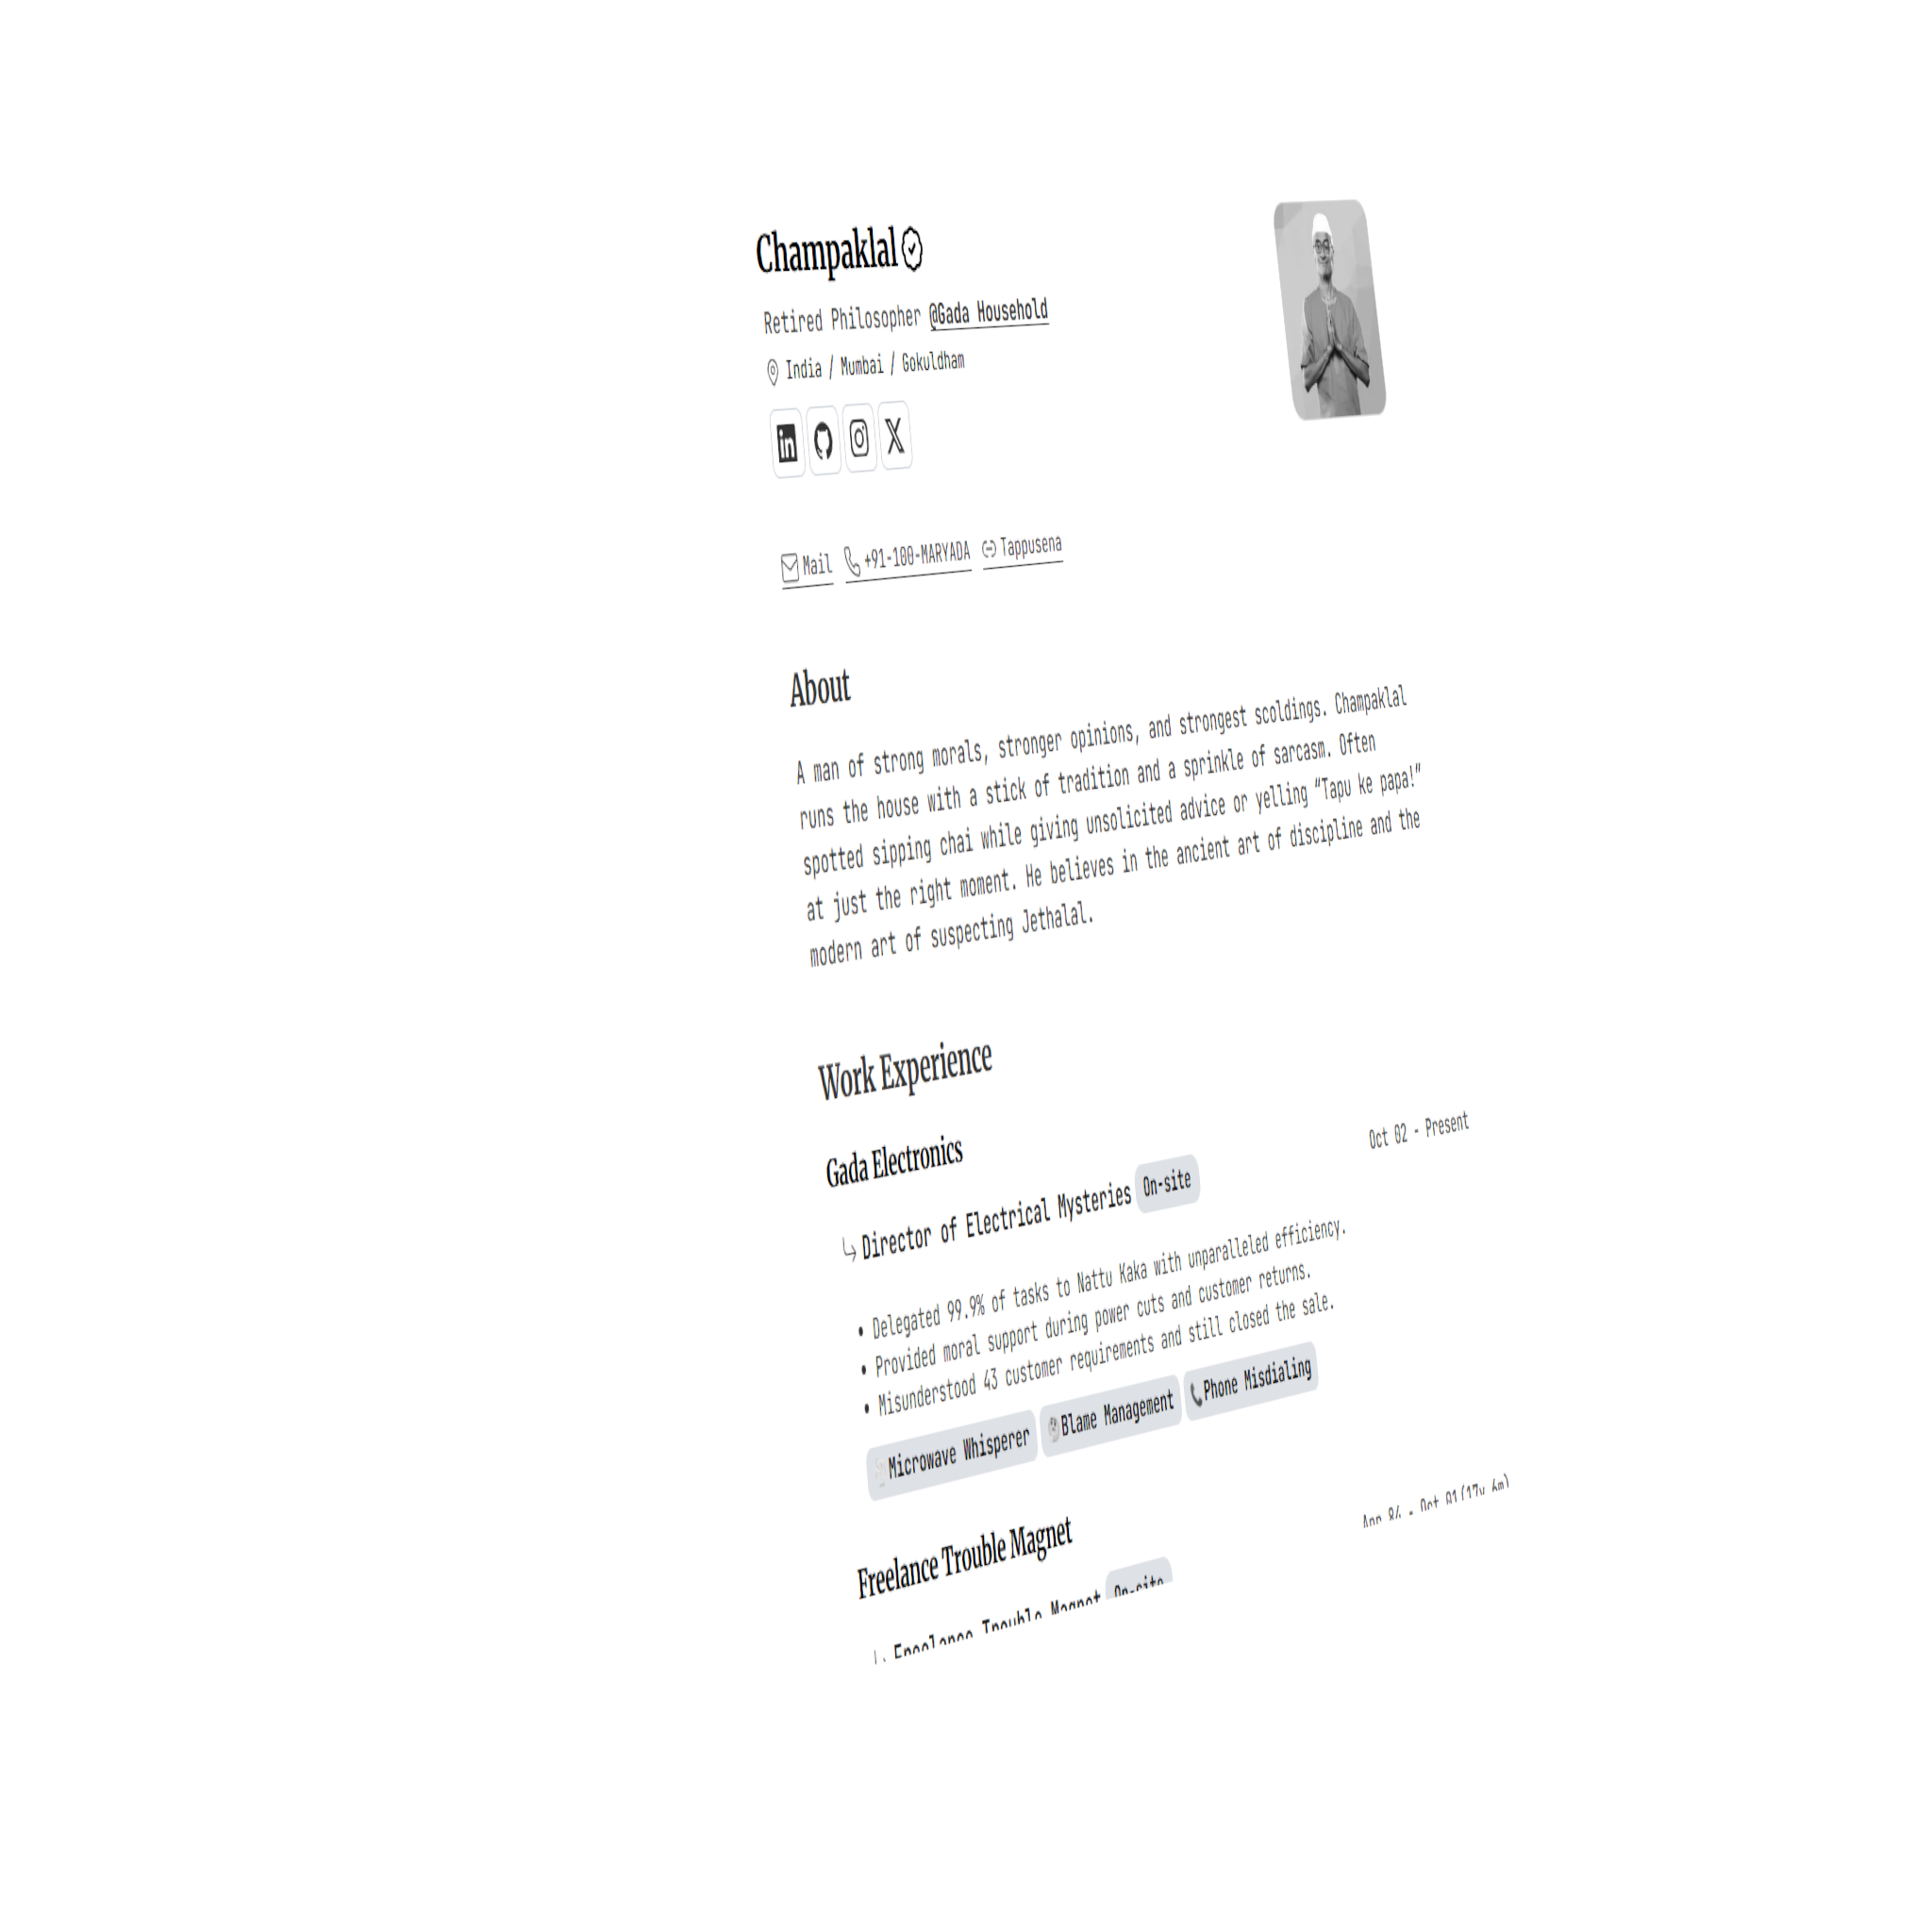 Champaklal
Retired Philosopher @Gada Household
India / Mumbai / Gokuldham
Mail +91-100-MARYADA Tappusena
About
A man of strong morals, stronger opinions, and strongest scoldings. Champaklal
runs the house with a stick of tradition and a sprinkle of sarcasm. Often
spotted sipping chai while giving unsolicited advice or yelling “Tapu ke papa!”
at just the right moment. He believes in the ancient art of discipline and the
modern art of suspecting Jethalal.
Work Experience
Gada Electronics
Oct 02 - Present
Director of Electrical Mysteries On-site
• Delegated 99.9% of tasks to Nattu Kaka with unparalleled efficiency.
• Provided moral support during power cuts and customer returns.
• Misunderstood 43 customer requirements and still closed the sale.
Microwave Whisperer Blame Management Phone Misdialing
Freelance Trouble Magnet
Freelance Trouble Magnet On-site